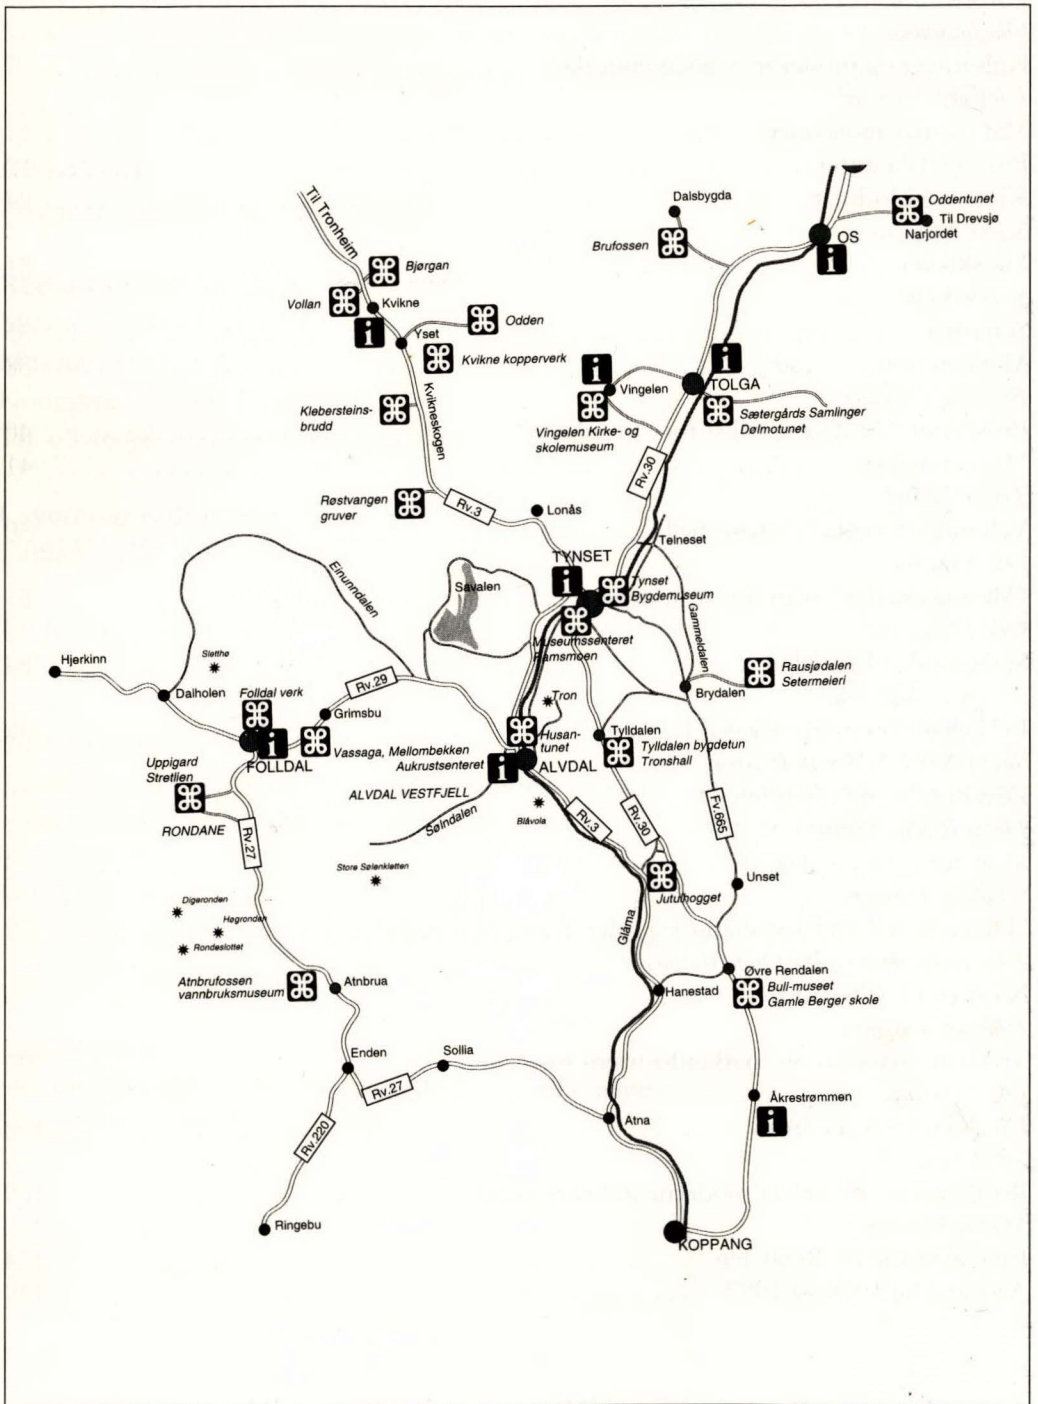 Til Tronheim
Dalsbygda
Oddentunet
Til Drevsjø
Narjordet
OS
Brufossen
Bjørgan
Vollan
Kvikne
Yset
Odden
Kvikne kopperverk
Kvikneskogen
Klebersteins-
brudd
Vingelen
TOLGA
Sætergårds Samlinger
Dølmotunet
Vingelen Kirke- og
skolemuseum
Rv.30
Røstvangen
gruver
Rv.3
Lonås
Telneset
TYNSET
Tynset
Bygdemuseum
Einunndalen
Savalen
Museumssenteret
Ramsmoen
Gammeldalen
Rausjødalen
Setermeieri
Brydalen
Hjerkinn
Sletthø
Dalholen
Folldal verk
Rv.29
Grimsbu
Tron
FOLLDAL
Vassaga, Mellombekken
Aukrustsenteret
Husan-
tunet
ALVDAL
Tylldalen
Tylldalen bygdetun
Tronshall
Uppigard
Streitlien
RONDANE
Rv.27
ALVDAL VESTFJELL
Sølndalen
Blåvola
Rv.3
Rv.30
Fv.665
Store Sølenkletten
Unset
Jutulhogget
Digeronden
Høgronden
Rondeslottet
Glåma
Atnbrufossen
vannbruksmuseum
Atnbrua
Hanestad
Øvre Rendalen
Bull-museet
Gamle Berger skole
Enden
Sollia
Rv.27
Åkrestrømmen
Atna
Rv.220
Ringebu
KOPPANG